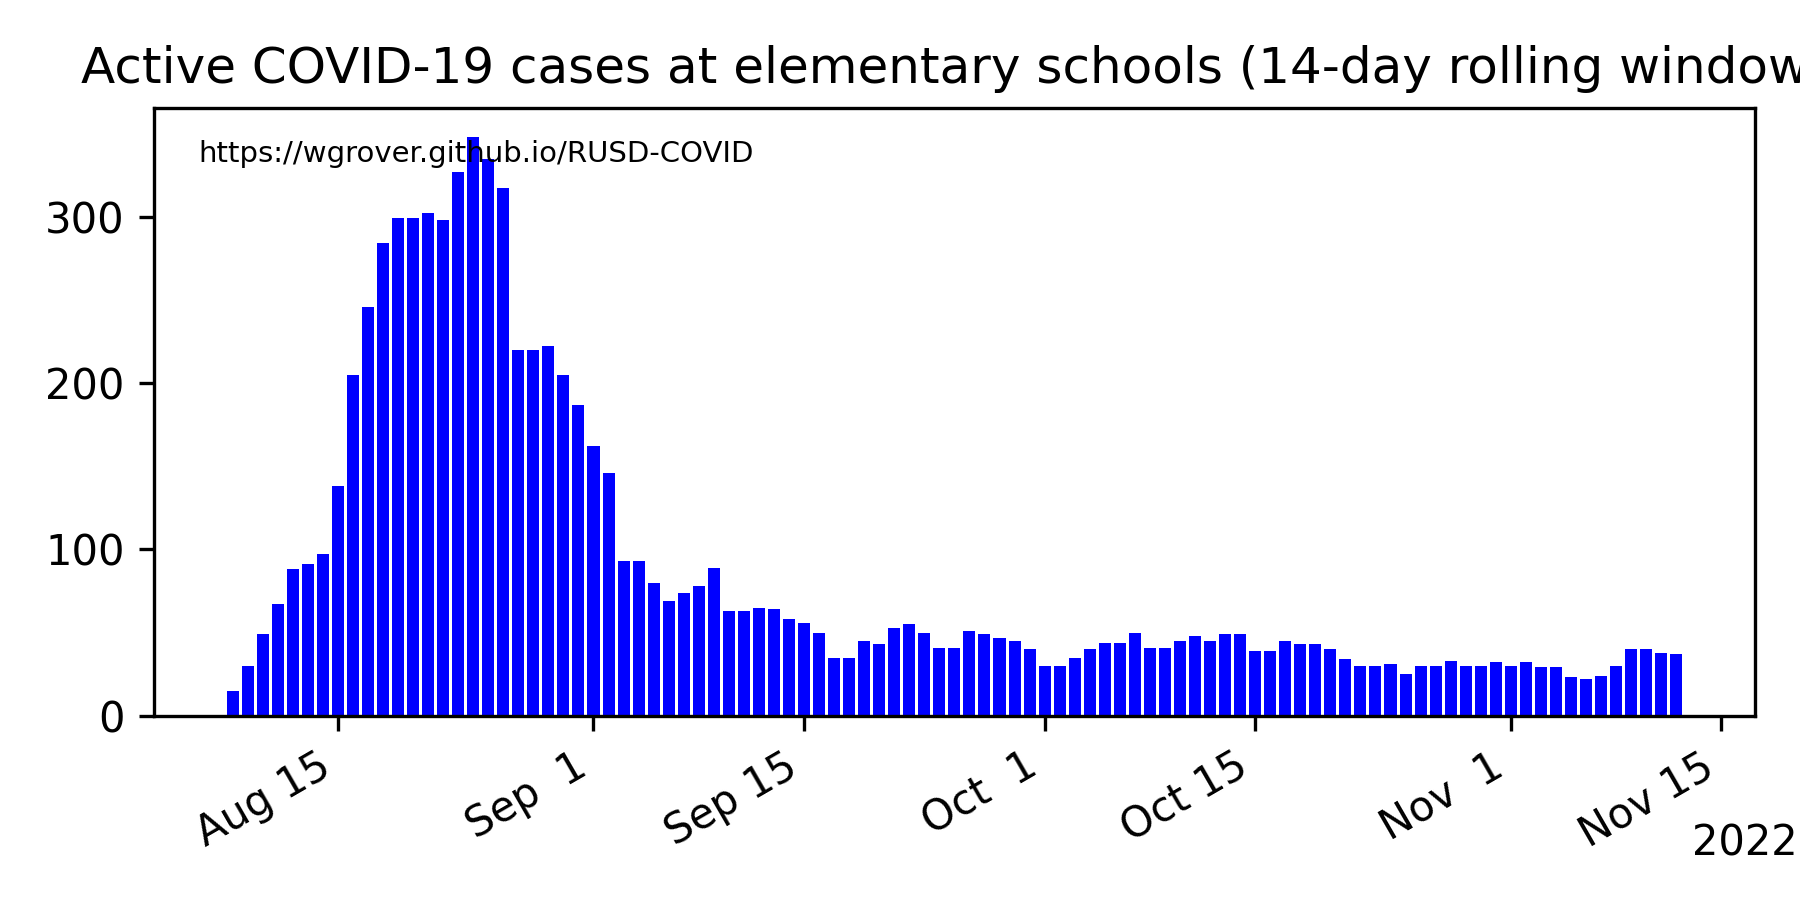 Active COVID-19 cases at elementary schools (14-day rolling window
https://wgrover.github.io/RUSD-COVID
300
200
100
0
Aug 15
Sep 1
Sep 15
Oct 1
Oct 15
Nov 1
Nov 15
2022